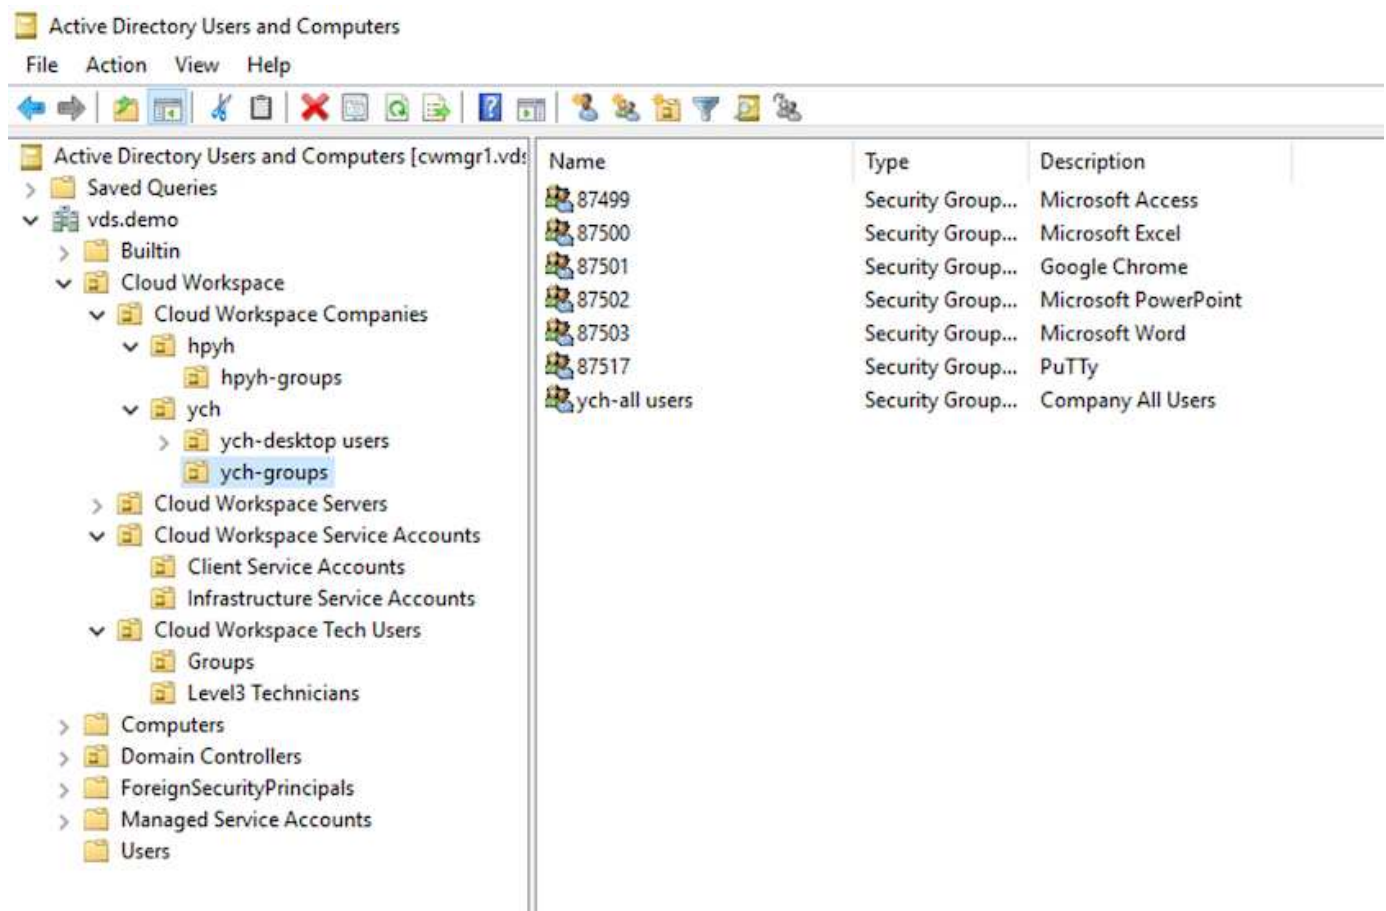 Active Directory Users and Computers
File Action View Help
Active Directory Users and Computers [cwmgr1.vds
Saved Queries
vds.demo
Builtin
Cloud Workspace
Cloud Workspace Companies
hpyh
hpyh-groups
ych
ych-desktop users
ych-groups
Cloud Workspace Servers
Cloud Workspace Service Accounts
Client Service Accounts
Infrastructure Service Accounts
Cloud Workspace Tech Users
Groups
Level3 Technicians
Computers
Domain Controllers
ForeignSecurityPrincipals
Managed Service Accounts
Users
Name Type Description
87499 Security Group... Microsoft Access
87500 Security Group... Microsoft Excel
87501 Security Group... Google Chrome
87502 Security Group... Microsoft PowerPoint
87503 Security Group... Microsoft Word
87517 Security Group... PuTTy
ych-all users Security Group... Company All Users